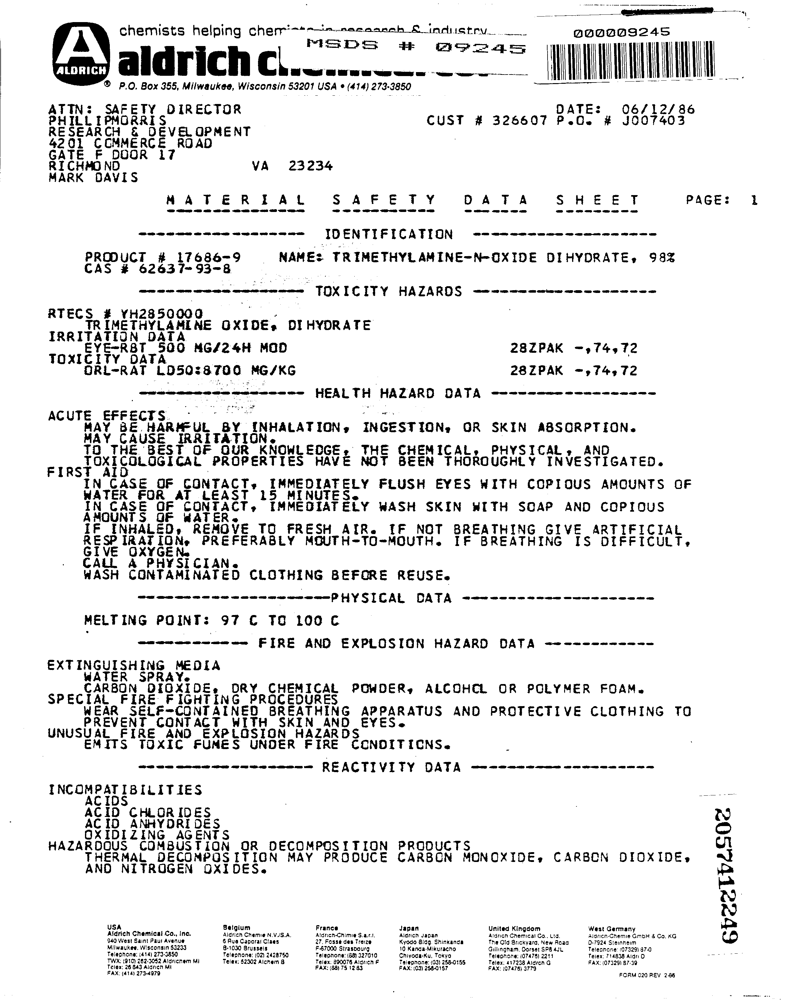 chemists helping chemists in research & industry
MSDS # 09245
000009245
ALDRICH
aldrich
P.O. Box 355, Milwaukee, Wisconsin 53201 USA • (414) 273-3850
ATTN: SAFETY DIRECTOR DATE: 06/12/86
PHILLIPMORRIS CUST # 326607 P.O. # J007403
RESEARCH & DEVELOPMENT
4201 COMMERCE ROAD
GATE F DOOR 17
RICHMOND VA 23234
MARK DAVIS
MATERIAL SAFETY DATA SHEET PAGE: 1
IDENTIFICATION
PRODUCT # 17686-9 NAME: TRIMETHYLAMINE-N-OXIDE DIHYDRATE, 98%
CAS # 62637-93-8
TOXICITY HAZARDS
RTECS # YH2850000
TRIMETHYLAMINE OXIDE, DIHYDRATE
IRRITATION DATA
EYE-RBT 500 MG/24H MOD 28ZPAK -,74,72
TOXICITY DATA
ORL-RAT LD50:8700 MG/KG 28ZPAK -,74,72
HEALTH HAZARD DATA
ACUTE EFFECTS
MAY BE HARMFUL BY INHALATION, INGESTION, OR SKIN ABSORPTION.
MAY CAUSE IRRITATION.
TO THE BEST OF OUR KNOWLEDGE, THE CHEMICAL, PHYSICAL, AND
TOXICOLOGICAL PROPERTIES HAVE NOT BEEN THOROUGHLY INVESTIGATED.
FIRST AID
IN CASE OF CONTACT, IMMEDIATELY FLUSH EYES WITH COPIOUS AMOUNTS OF
WATER FOR AT LEAST 15 MINUTES.
IN CASE OF CONTACT, IMMEDIATELY WASH SKIN WITH SOAP AND COPIOUS
AMOUNTS OF WATER.
IF INHALED, REMOVE TO FRESH AIR. IF NOT BREATHING GIVE ARTIFICIAL
RESPIRATION, PREFERABLY MOUTH-TO-MOUTH. IF BREATHING IS DIFFICULT,
GIVE OXYGEN.
CALL A PHYSICIAN.
WASH CONTAMINATED CLOTHING BEFORE REUSE.
PHYSICAL DATA
MELTING POINT: 97 C TO 100 C
FIRE AND EXPLOSION HAZARD DATA
EXTINGUISHING MEDIA
WATER SPRAY.
CARBON DIOXIDE, DRY CHEMICAL POWDER, ALCOHOL OR POLYMER FOAM.
SPECIAL FIRE FIGHTING PROCEDURES
WEAR SELF-CONTAINED BREATHING APPARATUS AND PROTECTIVE CLOTHING TO
PREVENT CONTACT WITH SKIN AND EYES.
UNUSUAL FIRE AND EXPLOSION HAZARDS
EMITS TOXIC FUMES UNDER FIRE CONDITIONS.
REACTIVITY DATA
INCOMPATIBILITIES
ACIDS
ACID CHLORIDES
ACID ANHYDRIDES
OXIDIZING AGENTS
HAZARDOUS COMBUSTION OR DECOMPOSITION PRODUCTS
THERMAL DECOMPOSITION MAY PRODUCE CARBON MONOXIDE, CARBON DIOXIDE,
AND NITROGEN OXIDES.
2057412249
USA
Aldrich Chemical Co., Inc.
940 West Saint Paul Avenue
Milwaukee, Wisconsin 53233
Telephone: (414) 273-3850
TWX: (910) 262-3052 Aldrichem MI
Telex: 26 843 Aldrich MI
FAX: (414) 273-4979
Belgium
Aldrich Chemie N.V./S.A.
6 Rue Caporal Claes
B-1030 Brussels
Telephone: (02) 2428750
Telex: 62302 Alchem B
France
Aldrich-Chimie S.a.r.l.
27, Fosse des Treize
F-67000 Strasbourg
Telephone: (88) 327010
Telex: 890076 Aldrich F
FAX: (88) 75 12 83
Japan
Aldrich Japan
Kyodo Bldg. Shinkanda
10 Kanda-Mikuracho
Chiyoda-Ku, Tokyo
Telephone: (03) 258-0155
FAX: (03) 258-0157
United Kingdom
Aldrich Chemical Co., Ltd.
The Old Brickyard, New Road
Gillingham, Dorset SP8 4JL
Telephone: (07476) 2211
Telex: 417238 Aldrich G
FAX: (07476) 3779
West Germany
Aldrich-Chemie GmbH & Co. KG
D-7924 Steinheim
Telephone: (07329) 87-0
Telex: 714838 Aldri D
FAX: (07329) 87-39
FORM 020 REV 2-86